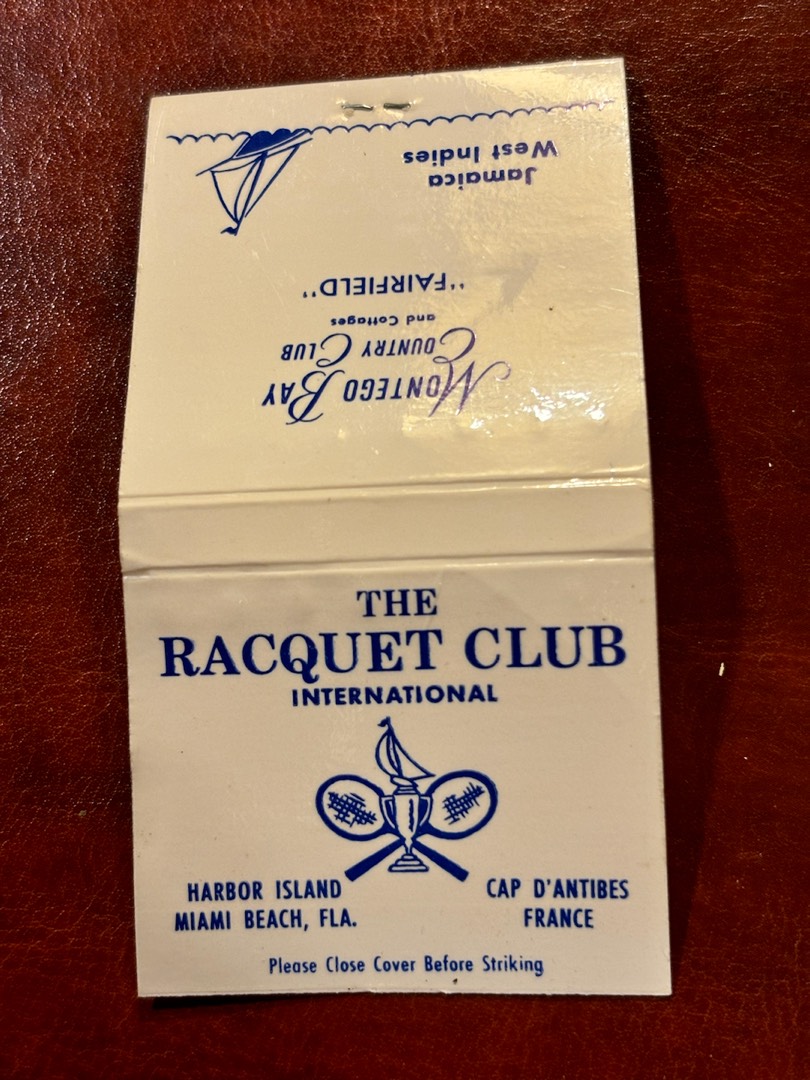 Jamaica
West Indies
"FAIRFIELD"
and Cottages
COUNTRY CLUB
MONTEGO BAY
THE
RACQUET CLUB
INTERNATIONAL
HARBOR ISLAND
MIAMI BEACH, FLA.
CAP D'ANTIBES
FRANCE
Please Close Cover Before Striking